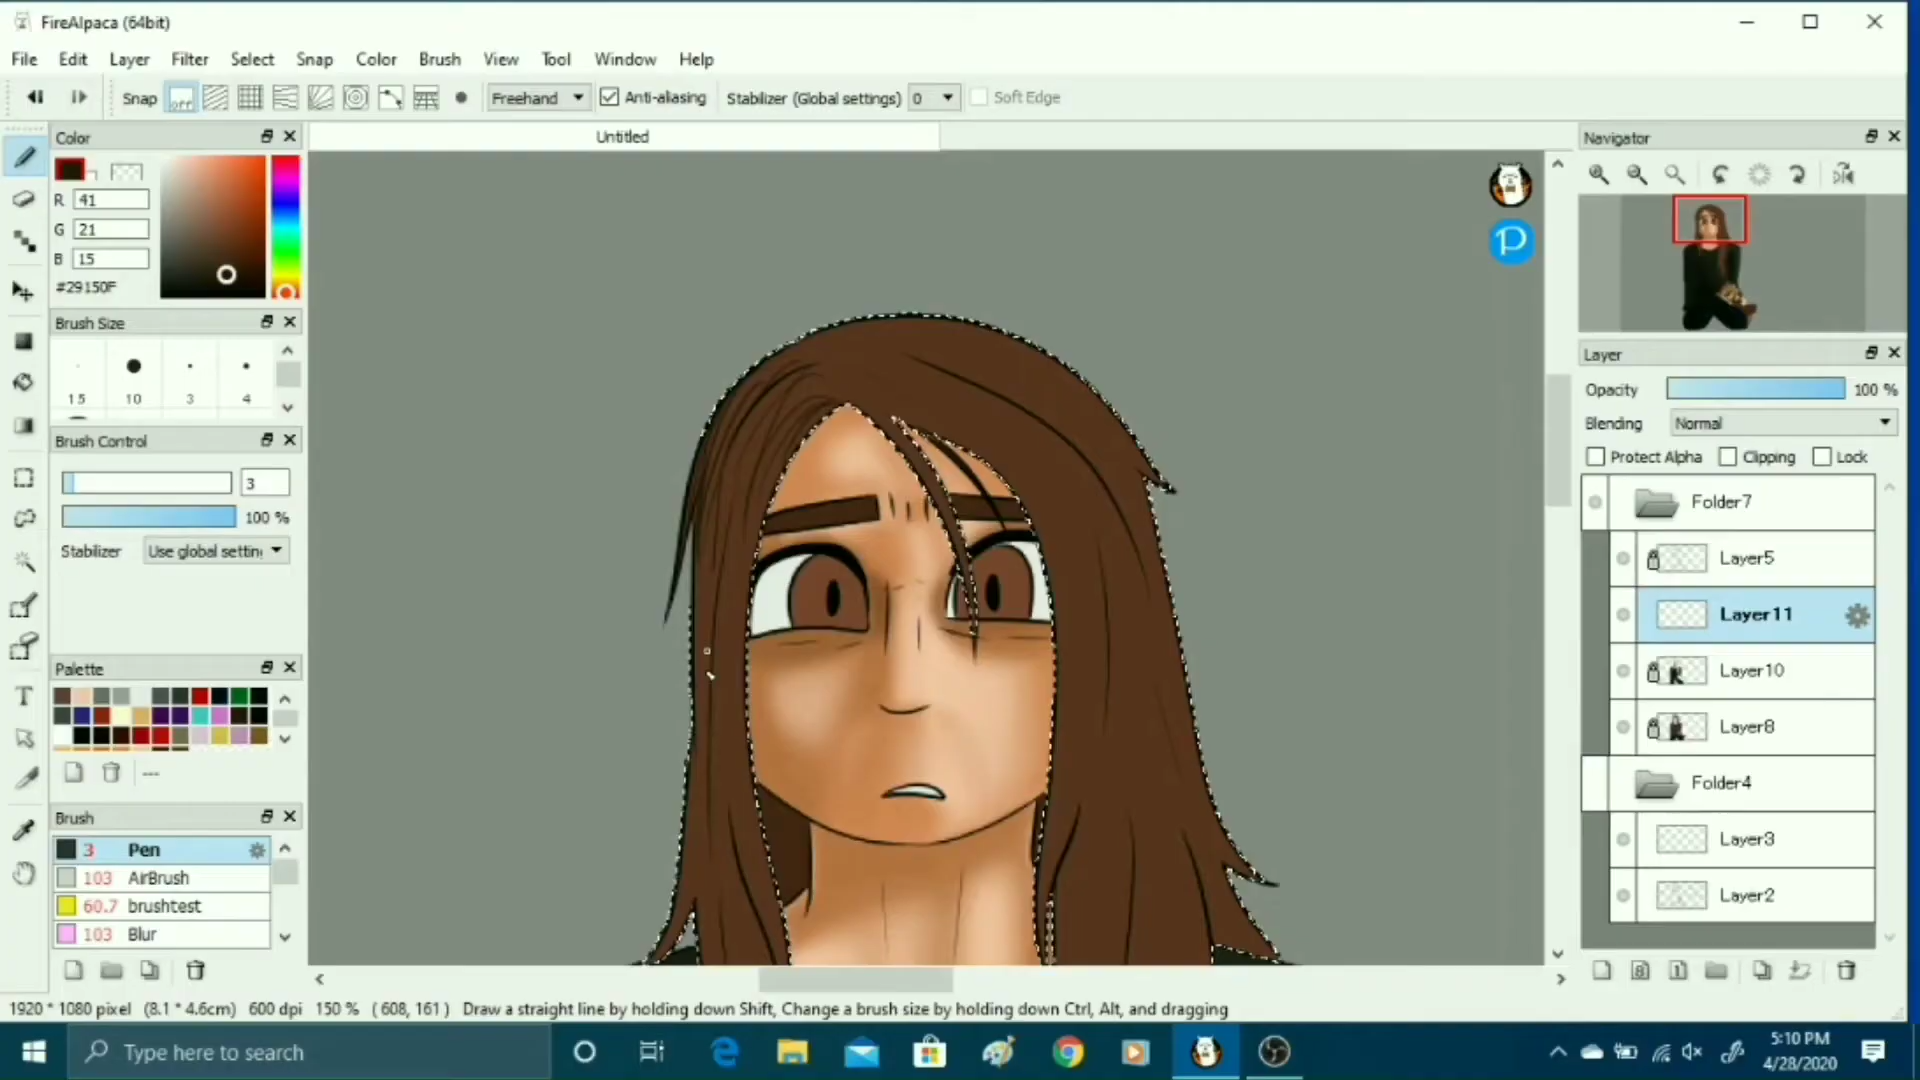 FireAlpaca (64bit)
File Edit Layer Filter Select Snap Color Brush View Tool Window Help
Snap off Freehand Anti-aliasing Stabilizer (Global settings) 0 Soft Edge
Color
R 41
G 21
B 15
#29150F
Brush Size
15 10 3 4
Brush Control
3
100 %
Stabilizer Use global settin
Palette
---
Brush
3 Pen
103 AirBrush
60.7 brushtest
103 Blur
Untitled
P
Navigator
Layer
Opacity 100 %
Blending Normal
Protect Alpha Clipping Lock
Folder7
Layer5
Layer11
Layer10
Layer8
Folder4
Layer3
Layer2
1920 * 1080 pixel (8.1 * 4.6cm) 600 dpi 150 % ( 608, 161 ) Draw a straight line by holding down Shift, Change a brush size by holding down Ctrl, Alt, and dragging
Type here to search
5:10 PM
4/28/2020